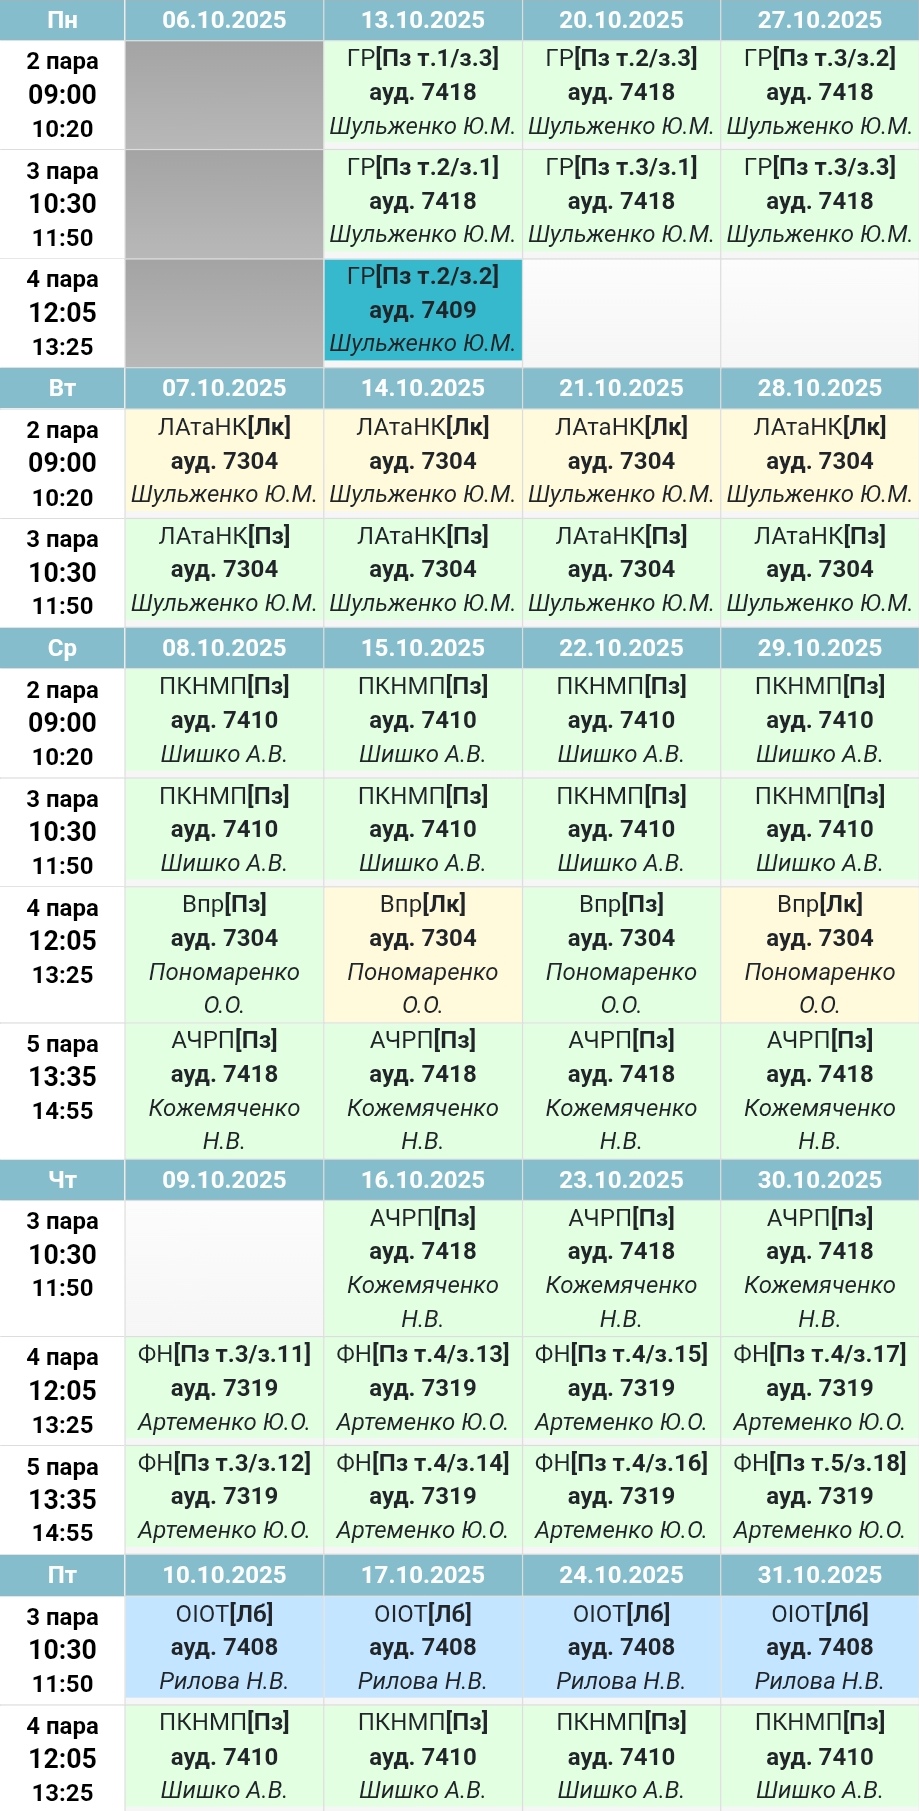 Пн 06.10.2025 13.10.2025 20.10.2025 27.10.2025
2 пара ГР[Пз т.1/з.3] ГР[Пз т.2/з.3] ГР[Пз т.3/з.2]
09:00 ауд. 7418 ауд. 7418 ауд. 7418
10:20 Шульженко Ю.М. Шульженко Ю.М. Шульженко Ю.М.
3 пара ГР[Пз т.2/з.1] ГР[Пз т.3/з.1] ГР[Пз т.3/з.3]
10:30 ауд. 7418 ауд. 7418 ауд. 7418
11:50 Шульженко Ю.М. Шульженко Ю.М. Шульженко Ю.М.
4 пара ГР[Пз т.2/з.2]
12:05 ауд. 7409
13:25 Шульженко Ю.М.
Вт 07.10.2025 14.10.2025 21.10.2025 28.10.2025
2 пара ЛАтаНК[Лк] ЛАтаНК[Лк] ЛАтаНК[Лк] ЛАтаНК[Лк]
09:00 ауд. 7304 ауд. 7304 ауд. 7304 ауд. 7304
10:20 Шульженко Ю.М. Шульженко Ю.М. Шульженко Ю.М. Шульженко Ю.М.
3 пара ЛАтаНК[Пз] ЛАтаНК[Пз] ЛАтаНК[Пз] ЛАтаНК[Пз]
10:30 ауд. 7304 ауд. 7304 ауд. 7304 ауд. 7304
11:50 Шульженко Ю.М. Шульженко Ю.М. Шульженко Ю.М. Шульженко Ю.М.
Ср 08.10.2025 15.10.2025 22.10.2025 29.10.2025
2 пара ПКНМП[Пз] ПКНМП[Пз] ПКНМП[Пз] ПКНМП[Пз]
09:00 ауд. 7410 ауд. 7410 ауд. 7410 ауд. 7410
10:20 Шишко А.В. Шишко А.В. Шишко А.В. Шишко А.В.
3 пара ПКНМП[Пз] ПКНМП[Пз] ПКНМП[Пз] ПКНМП[Пз]
10:30 ауд. 7410 ауд. 7410 ауд. 7410 ауд. 7410
11:50 Шишко А.В. Шишко А.В. Шишко А.В. Шишко А.В.
4 пара Впр[Пз] Впр[Лк] Впр[Пз] Впр[Лк]
12:05 ауд. 7304 ауд. 7304 ауд. 7304 ауд. 7304
13:25 Пономаренко Пономаренко Пономаренко Пономаренко
О.О. О.О. О.О. О.О.
5 пара АЧРП[Пз] АЧРП[Пз] АЧРП[Пз] АЧРП[Пз]
13:35 ауд. 7418 ауд. 7418 ауд. 7418 ауд. 7418
14:55 Кожемяченко Кожемяченко Кожемяченко Кожемяченко
Н.В. Н.В. Н.В. Н.В.
Чт 09.10.2025 16.10.2025 23.10.2025 30.10.2025
3 пара АЧРП[Пз] АЧРП[Пз] АЧРП[Пз]
10:30 ауд. 7418 ауд. 7418 ауд. 7418
11:50 Кожемяченко Кожемяченко Кожемяченко
Н.В. Н.В. Н.В.
4 пара ФН[Пз т.3/з.11] ФН[Пз т.4/з.13] ФН[Пз т.4/з.15] ФН[Пз т.4/з.17]
12:05 ауд. 7319 ауд. 7319 ауд. 7319 ауд. 7319
13:25 Артеменко Ю.О. Артеменко Ю.О. Артеменко Ю.О. Артеменко Ю.О.
5 пара ФН[Пз т.3/з.12] ФН[Пз т.4/з.14] ФН[Пз т.4/з.16] ФН[Пз т.5/з.18]
13:35 ауд. 7319 ауд. 7319 ауд. 7319 ауд. 7319
14:55 Артеменко Ю.О. Артеменко Ю.О. Артеменко Ю.О. Артеменко Ю.О.
Пт 10.10.2025 17.10.2025 24.10.2025 31.10.2025
3 пара ОІОТ[Лб] ОІОТ[Лб] ОІОТ[Лб] ОІОТ[Лб]
10:30 ауд. 7408 ауд. 7408 ауд. 7408 ауд. 7408
11:50 Рилова Н.В. Рилова Н.В. Рилова Н.В. Рилова Н.В.
4 пара ПКНМП[Пз] ПКНМП[Пз] ПКНМП[Пз] ПКНМП[Пз]
12:05 ауд. 7410 ауд. 7410 ауд. 7410 ауд. 7410
13:25 Шишко А.В. Шишко А.В. Шишко А.В. Шишко А.В.